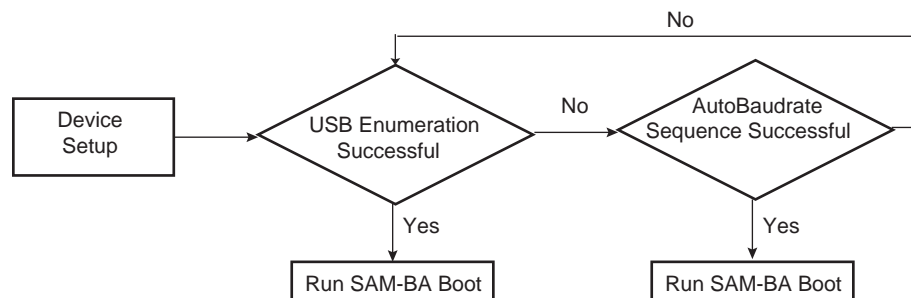 No
Device
Setup
USB Enumeration
Successful
No
AutoBaudrate
Sequence Successful
Yes
Yes
Run SAM-BA Boot
Run SAM-BA Boot